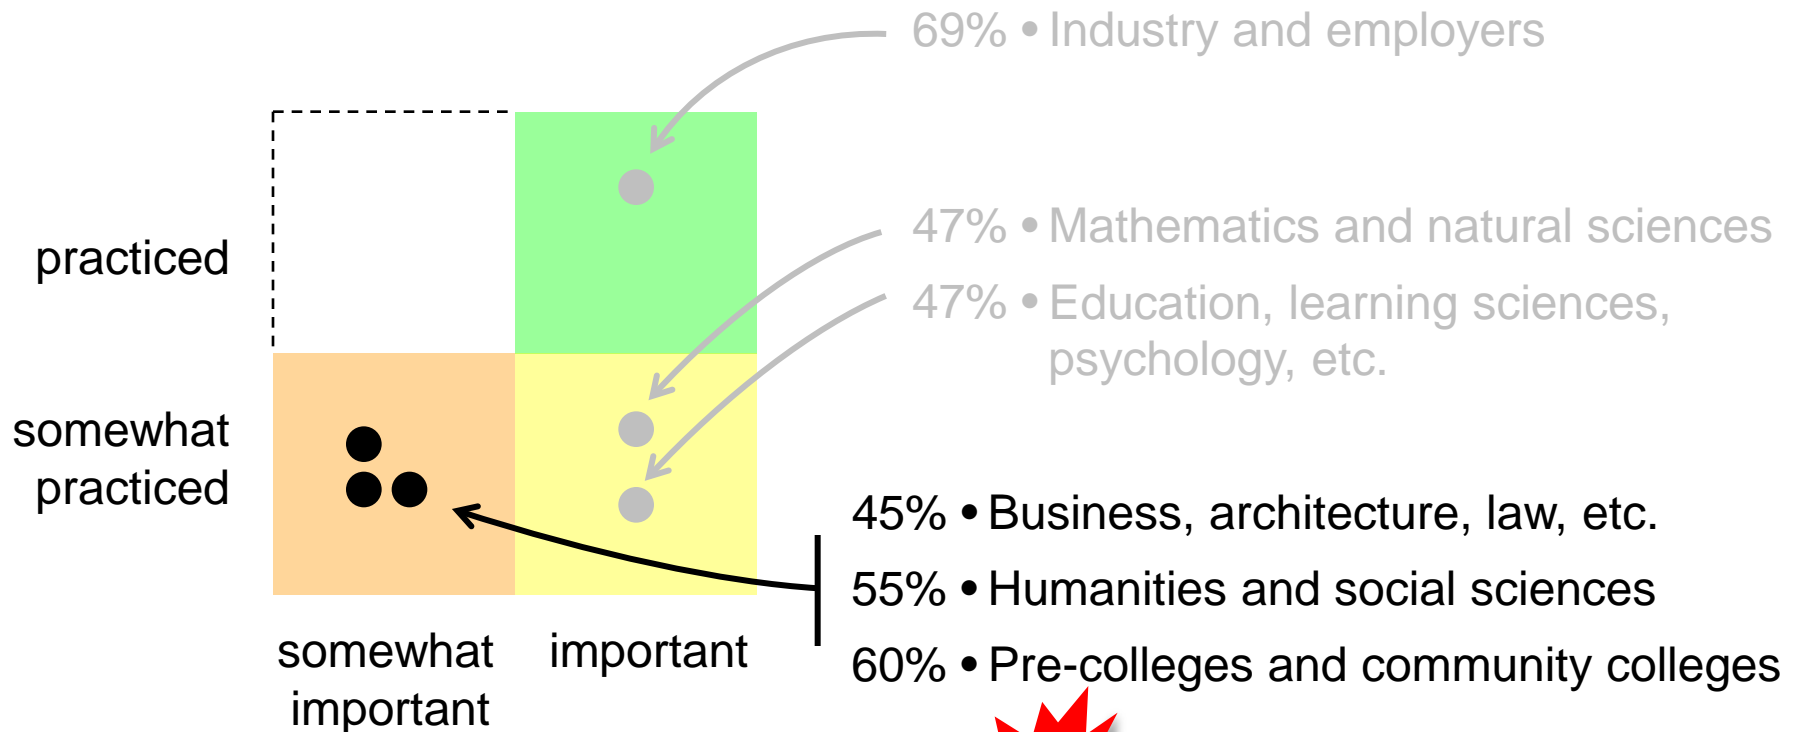 69% • Industry and employers
47% • Mathematics and natural sciences
practiced
47% • Education, learning sciences,
psychology, etc.
somewhat
practiced
45% • Business, architecture, law, etc.
55% • Humanities and social sciences
60% • Pre-colleges and community colleges
somewhat
important
important